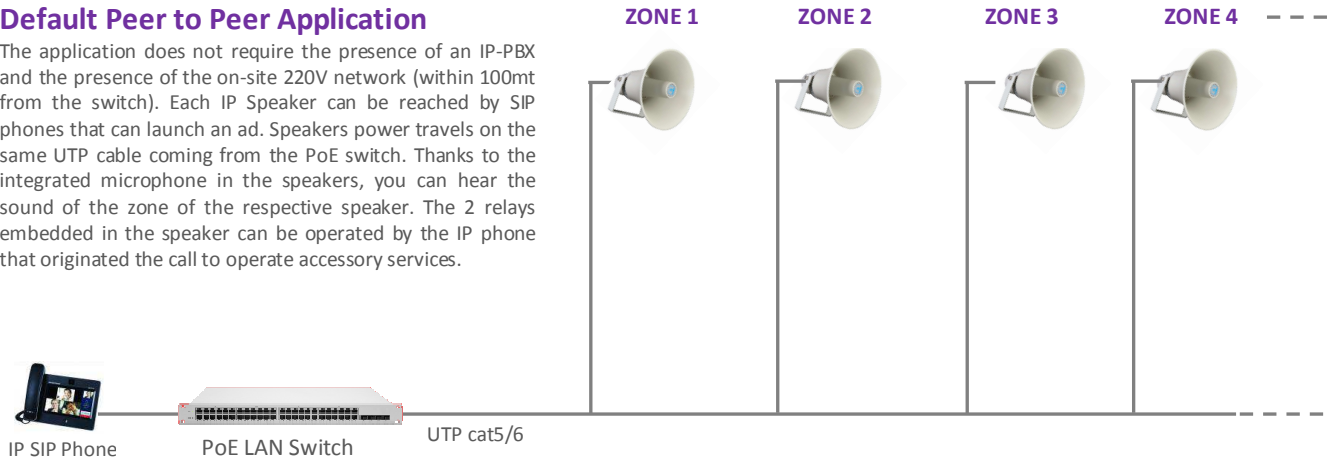 Default Peer to Peer Application
The application does not require the presence of an IP-PBX
and the presence of the on-site 220V network (within 100mt
from the switch). Each IP Speaker can be reached by SIP
phones that can launch an ad. Speakers power travels on the
same UTP cable coming from the PoE switch. Thanks to the
integrated microphone in the speakers, you can hear the
sound of the zone of the respective speaker. The 2 relays
embedded in the speaker can be operated by the IP phone
that originated the call to operate accessory services.
ZONE 1
ZONE 2
ZONE 3
ZONE 4
IP SIP Phone
PoE LAN Switch
UTP cat5/6